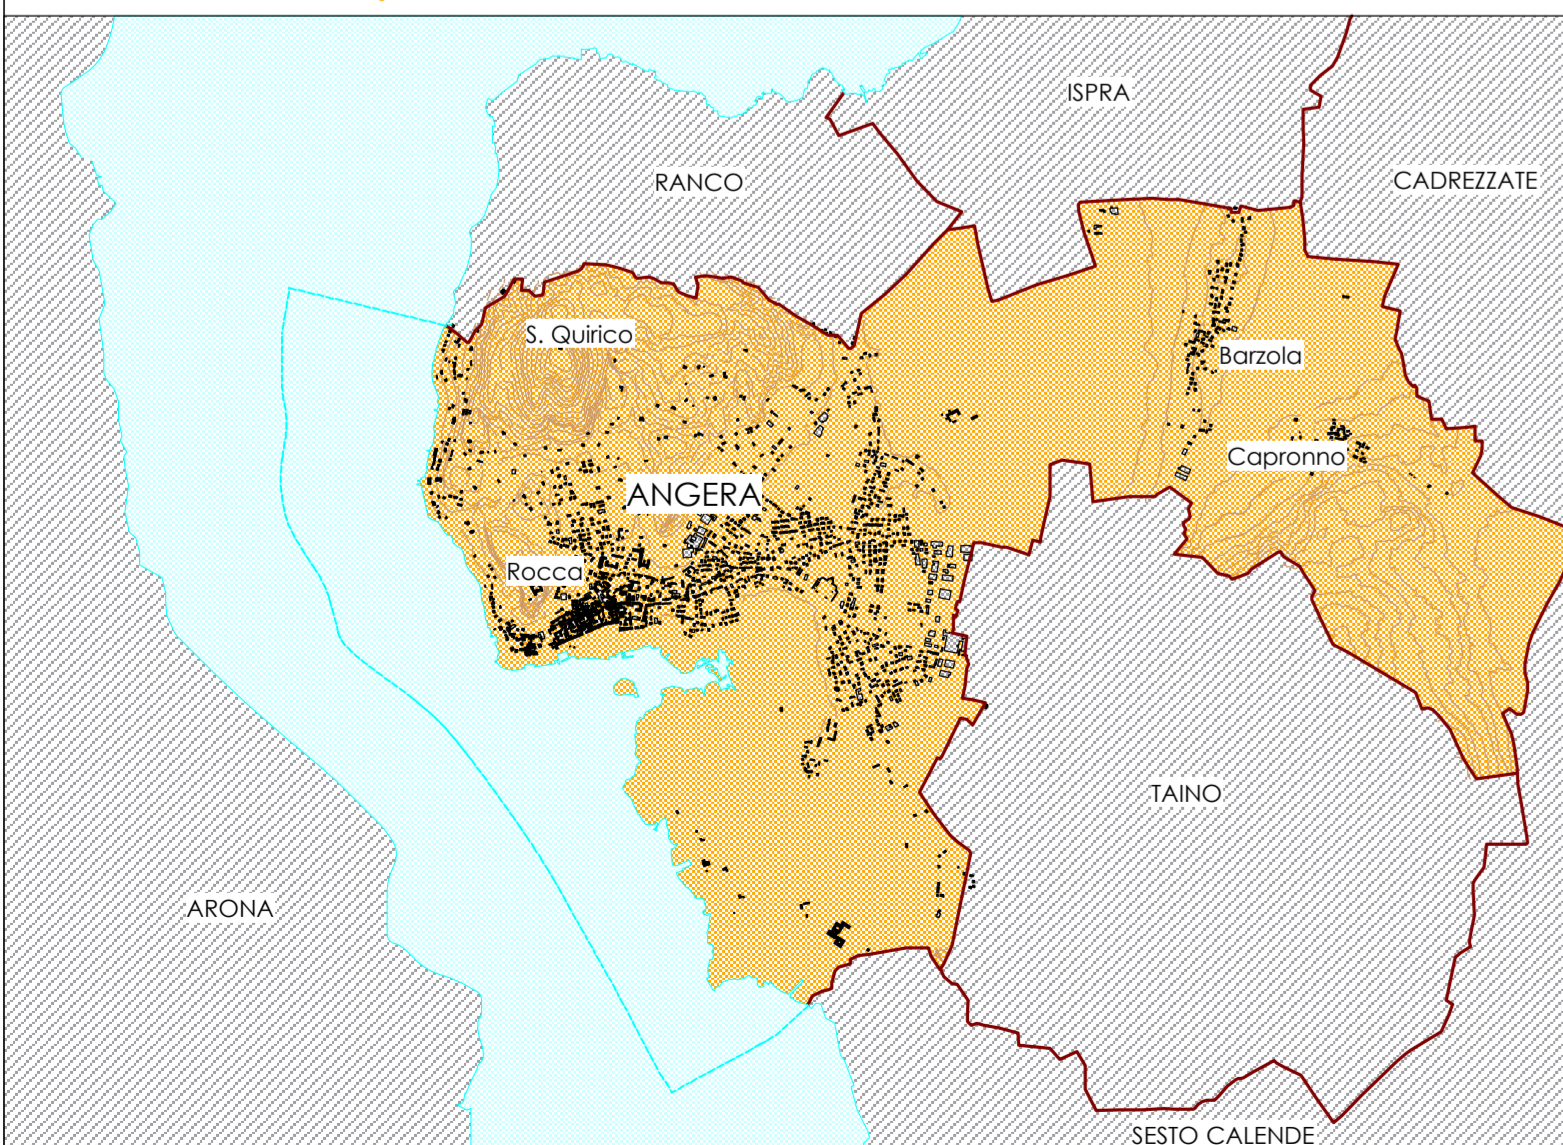 ISPRA
RANCO
CADREZZATE
S. Quirico
Barzola
Capronno
ANGERA
Rocca
TAINO
ARONA
SESTO CALENDE